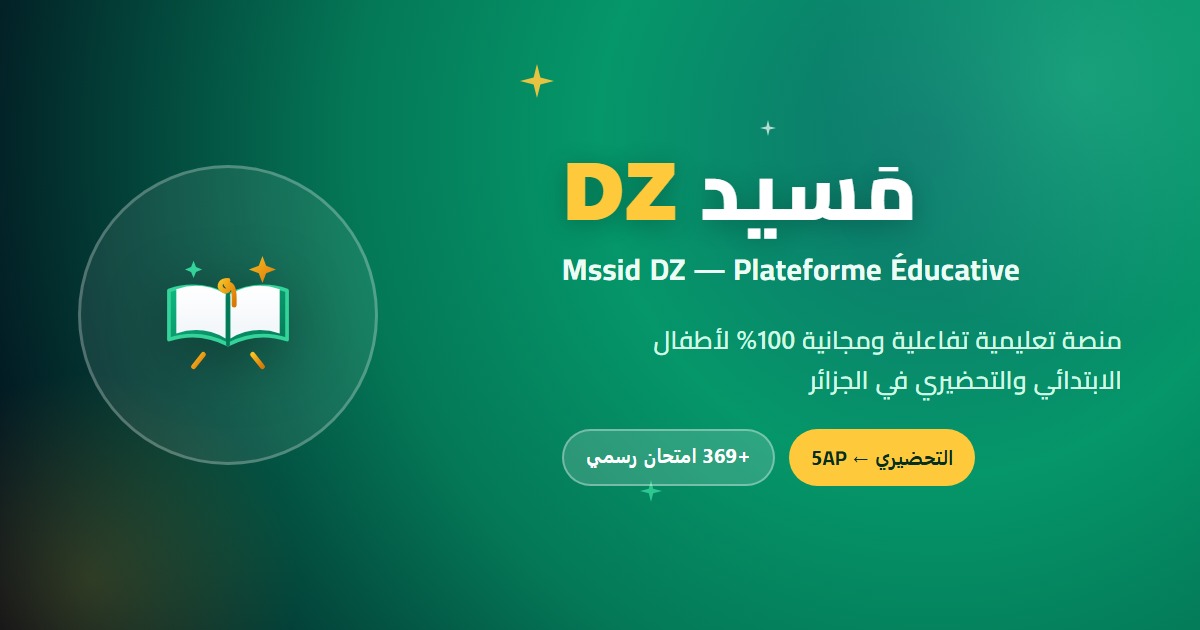 مَسيد DZ
Mssid DZ — Plateforme Éducative
منصة تعليمية تفاعلية ومجانية 100% لأطفال
الابتدائي والتحضيري في الجزائر
التحضيري ← 5AP
+369 امتحان رسمي